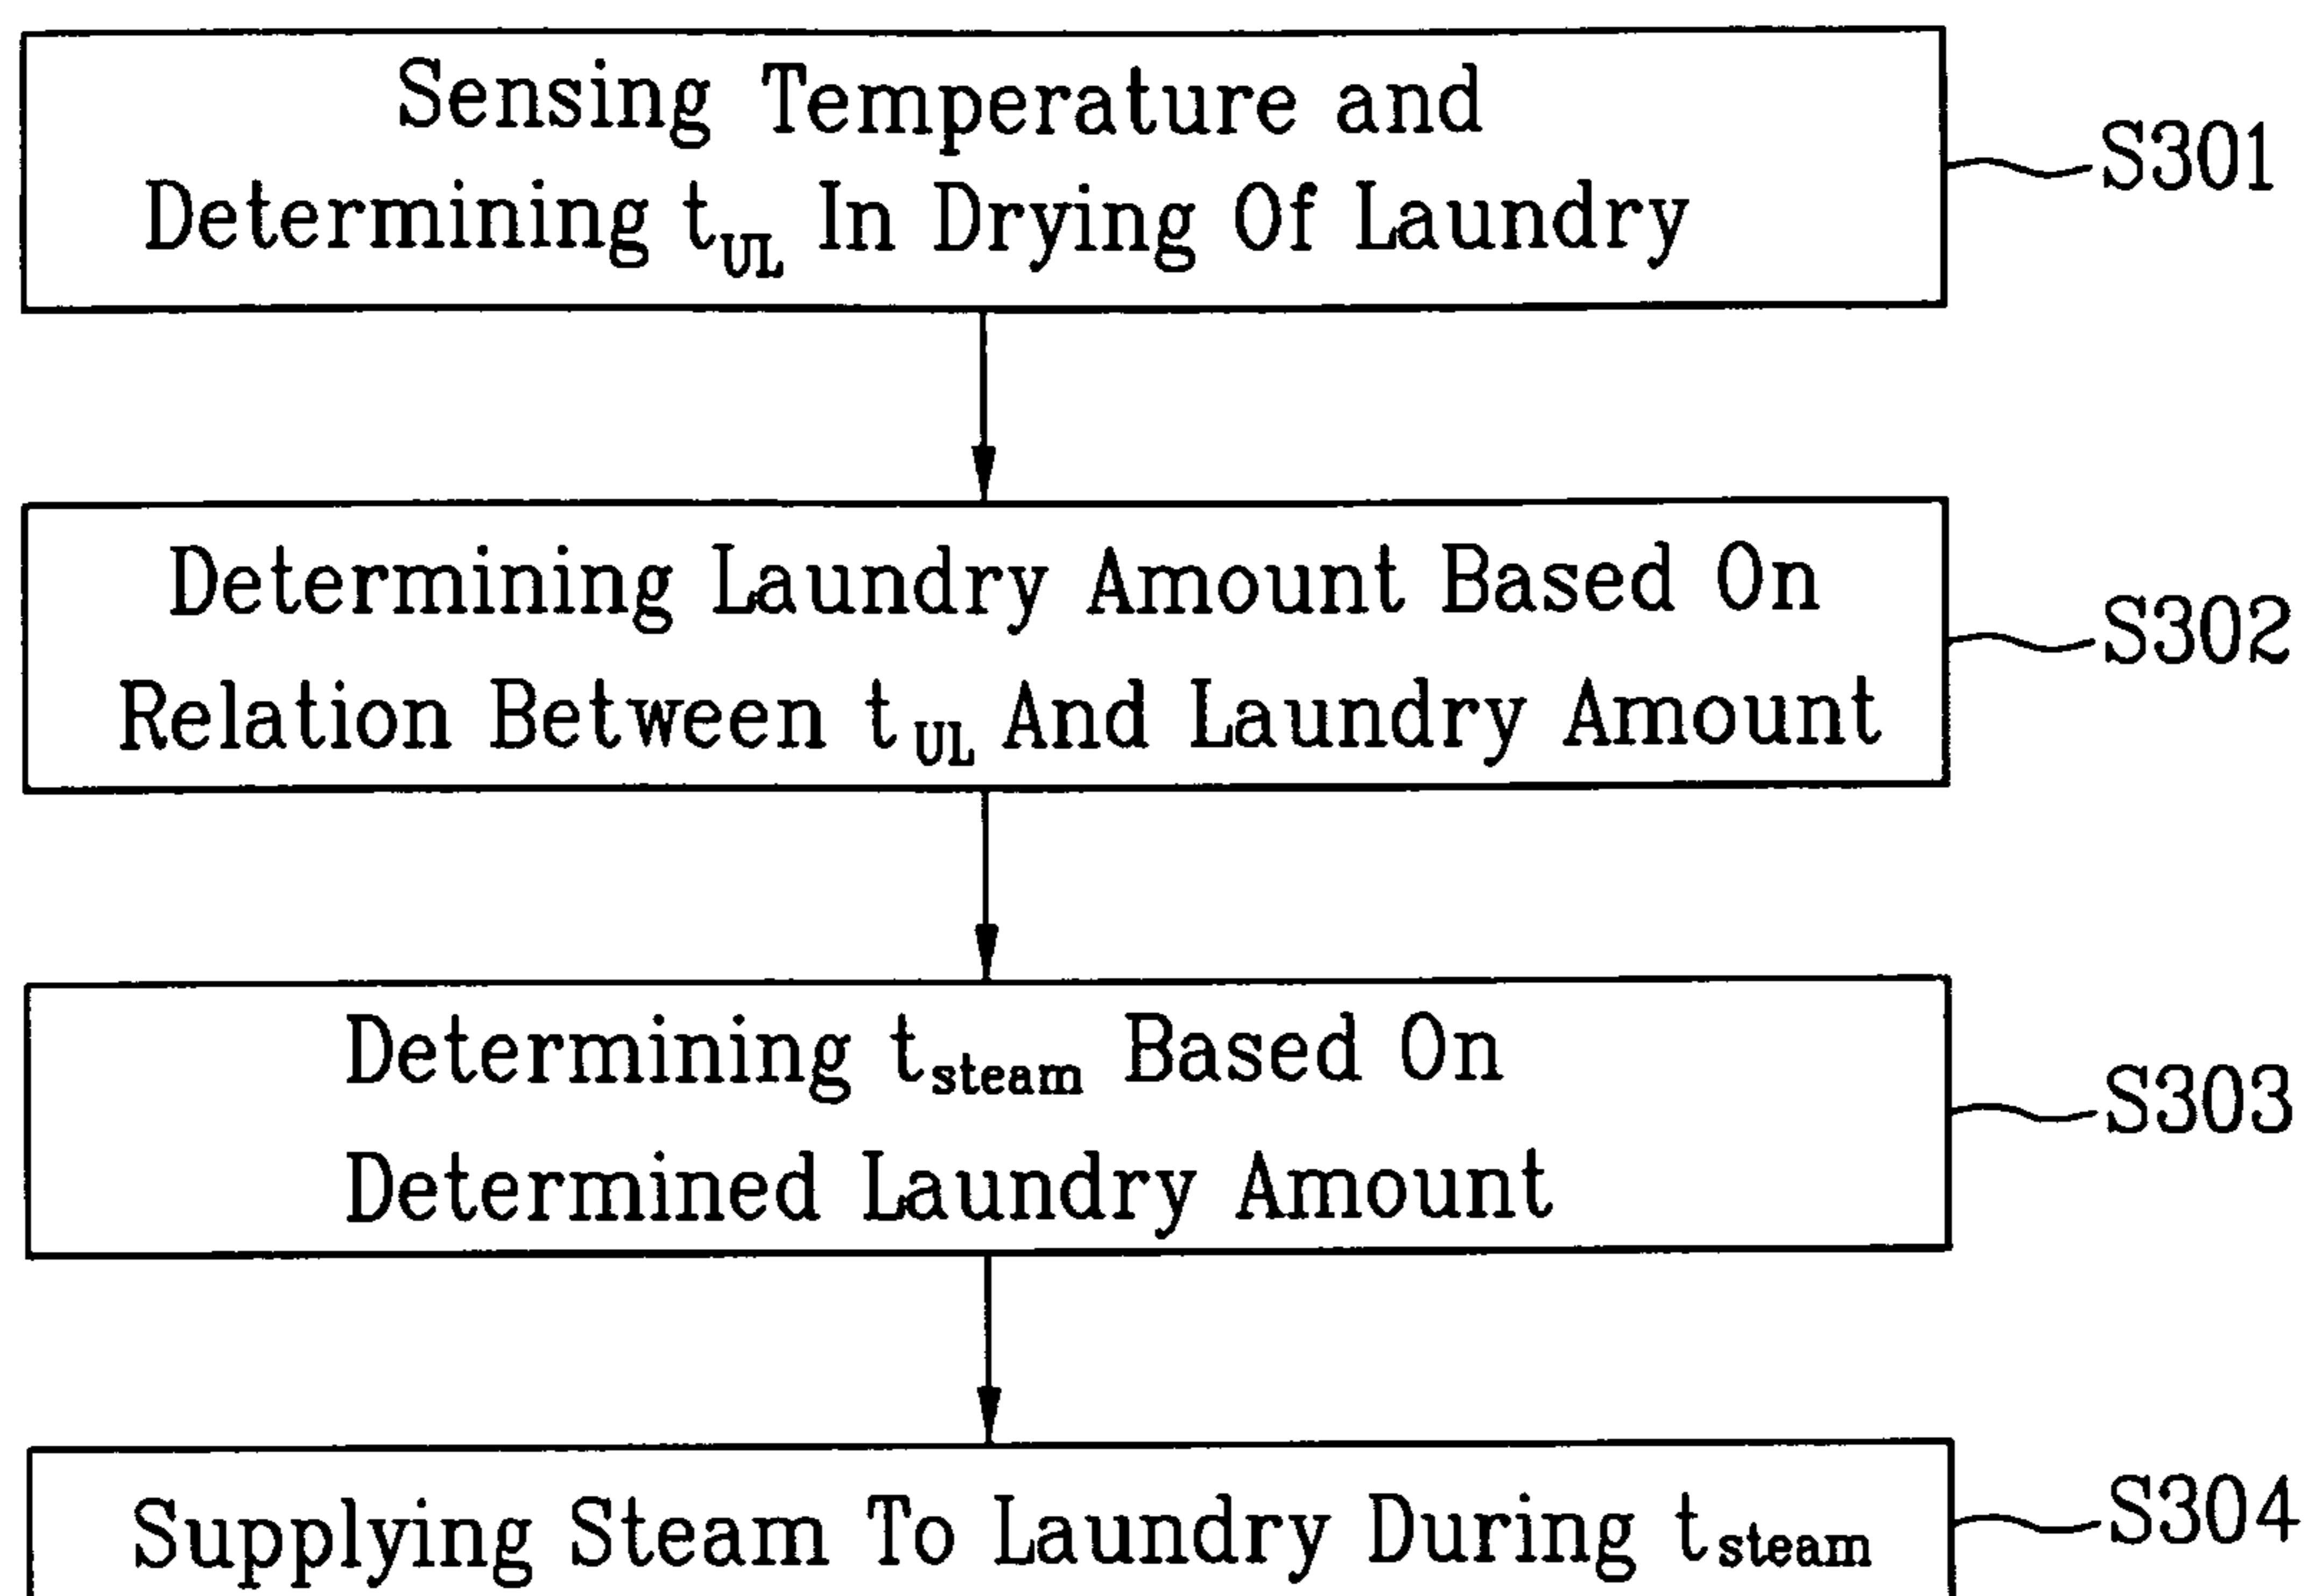 Sensing Temperature and
Determining tUL In Drying Of Laundry
S301
Determining Laundry Amount Based On
Relation Between tUL And Laundry Amount
S302
Determining tsteam Based On
Determined Laundry Amount
S303
Supplying Steam To Laundry During tsteam
S304